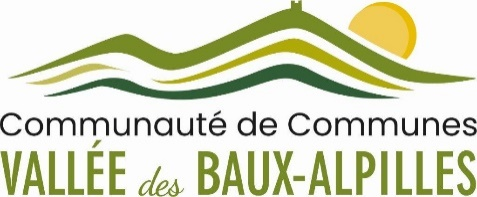 Communauté de Communes
VALLÉE des BAUX-ALPILLES